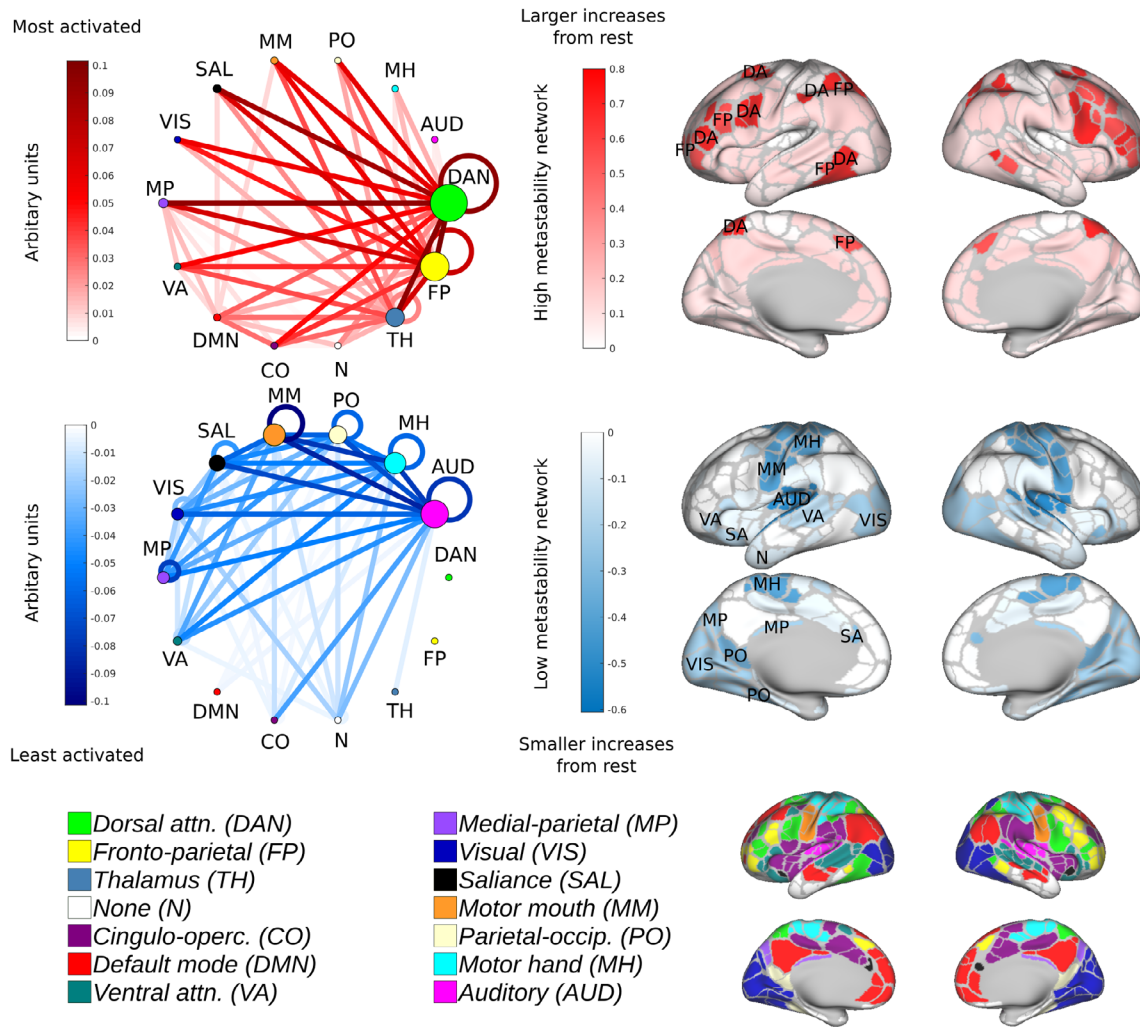 Most activated
Arbitary units
0.1
0.09
0.08
0.07
0.06
0.05
0.04
0.03
0.02
0.01
0
MM
PO
SAL
MH
VIS
AUD
DAN
MP
VA
FP
DMN
TH
CO
N
Larger increases
from rest
High metastability network
0.8
0.7
0.6
0.5
0.4
0.3
0.2
0.1
0
DA
DA
FP
DA
FP
DA
FP
DA
FP
DA
FP
Arbitary units
0
-0.01
-0.02
-0.03
-0.04
-0.05
-0.06
-0.07
-0.08
-0.09
-0.1
MM
PO
SAL
MH
VIS
AUD
MP
DAN
VA
FP
DMN
TH
CO
N
Low metastability network
0
-0.1
-0.2
-0.3
-0.4
-0.5
-0.6
MH
MM
AUD
VA
VA
VIS
SA
N
MH
MP
MP
SA
VIS
PO
PO
Least activated
Smaller increases
from rest
Dorsal attn. (DAN)
Fronto-parietal (FP)
Thalamus (TH)
None (N)
Cingulo-operc. (CO)
Default mode (DMN)
Ventral attn. (VA)
Medial-parietal (MP)
Visual (VIS)
Saliance (SAL)
Motor mouth (MM)
Parietal-occip. (PO)
Motor hand (MH)
Auditory (AUD)